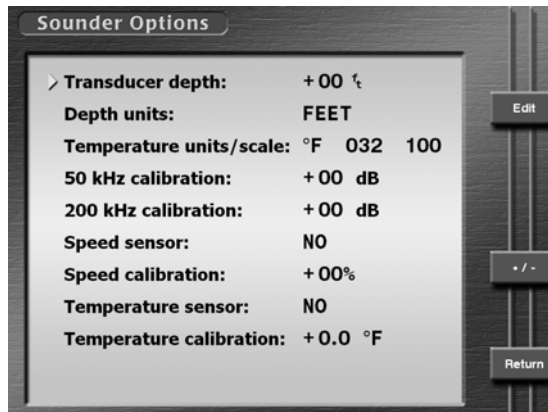 Sounder Options
Transducer depth: +00 ft
Depth units: FEET
Temperature units/scale: °F 032 100
50 kHz calibration: +00 dB
200 kHz calibration: +00 dB
Speed sensor: NO
Speed calibration: +00%
Temperature sensor: NO
Temperature calibration: +0.0 °F
Edit
+ / -
Return